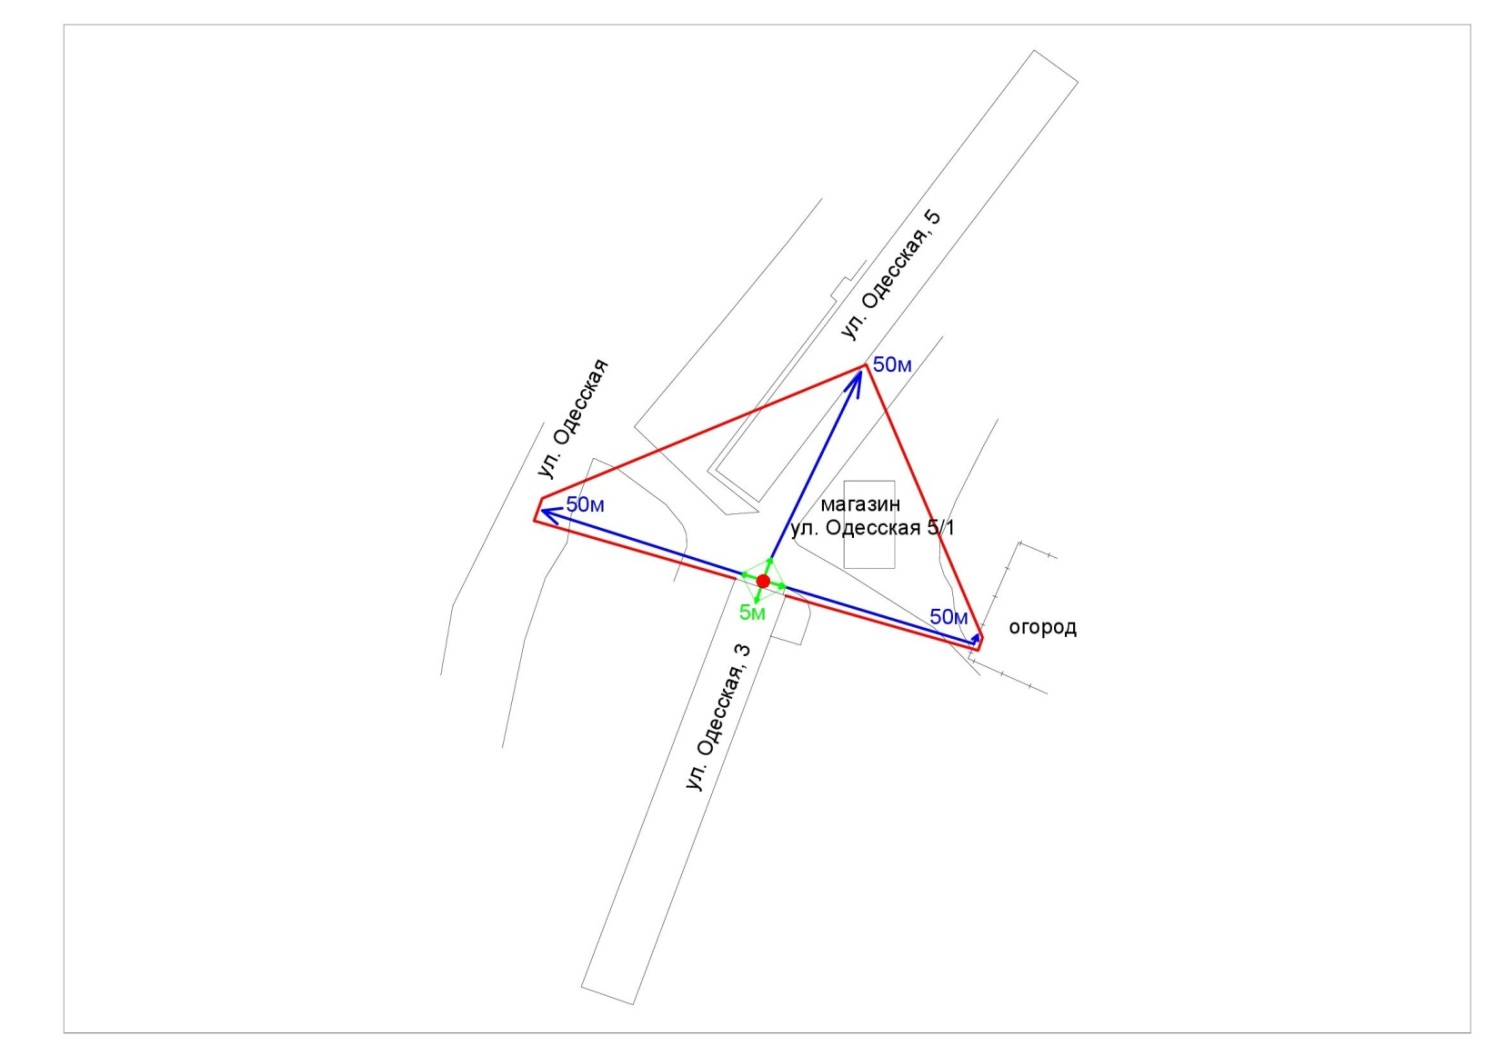 ул. Одесская, 5
50м
ул. Одесская
50м
магазин
ул. Одесская 5/1
5м
50м
огород
ул. Одесская, 3